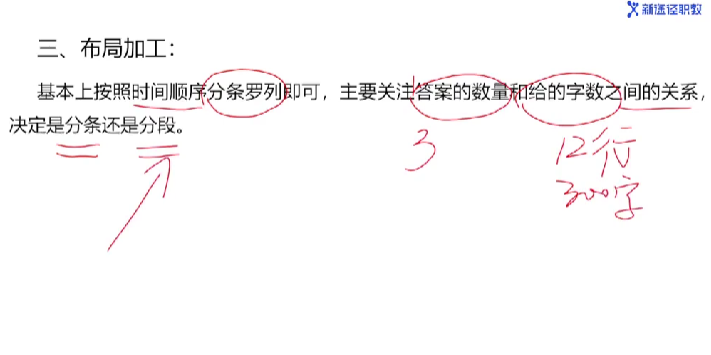 新途径职教
三、布局加工：
基本上按照时间顺序分条罗列即可，主要关注答案的数量和给的字数之间的关系，
决定是分条还是分段。
3
12行
300字